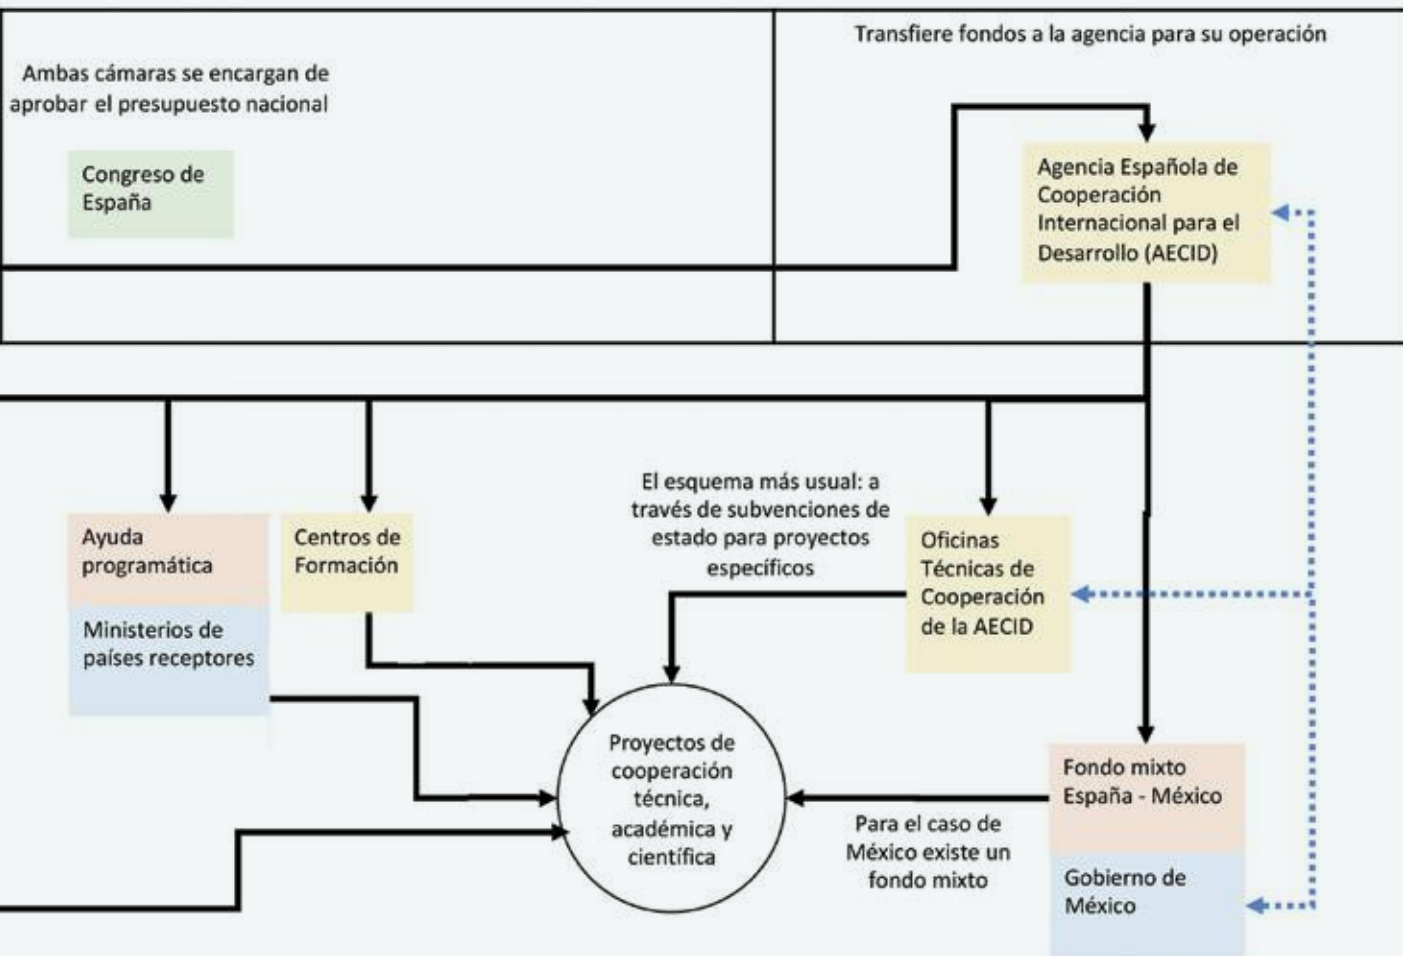 Transfiere fondos a la agencia para su operación
Ambas cámaras se encargan de
aprobar el presupuesto nacional
Congreso de
España
Agencia Española de
Cooperación
Internacional para el
Desarrollo (AECID)
El esquema más usual: a
través de subvenciones de
estado para proyectos
específicos
Ayuda
programática
Ministerios de
países receptores
Centros de
Formación
Oficinas
Técnicas de
Cooperación
de la AECID
Proyectos de
cooperación
técnica,
académica y
científica
Fondo mixto
España - México
Para el caso de
México existe un
fondo mixto
Gobierno de
México